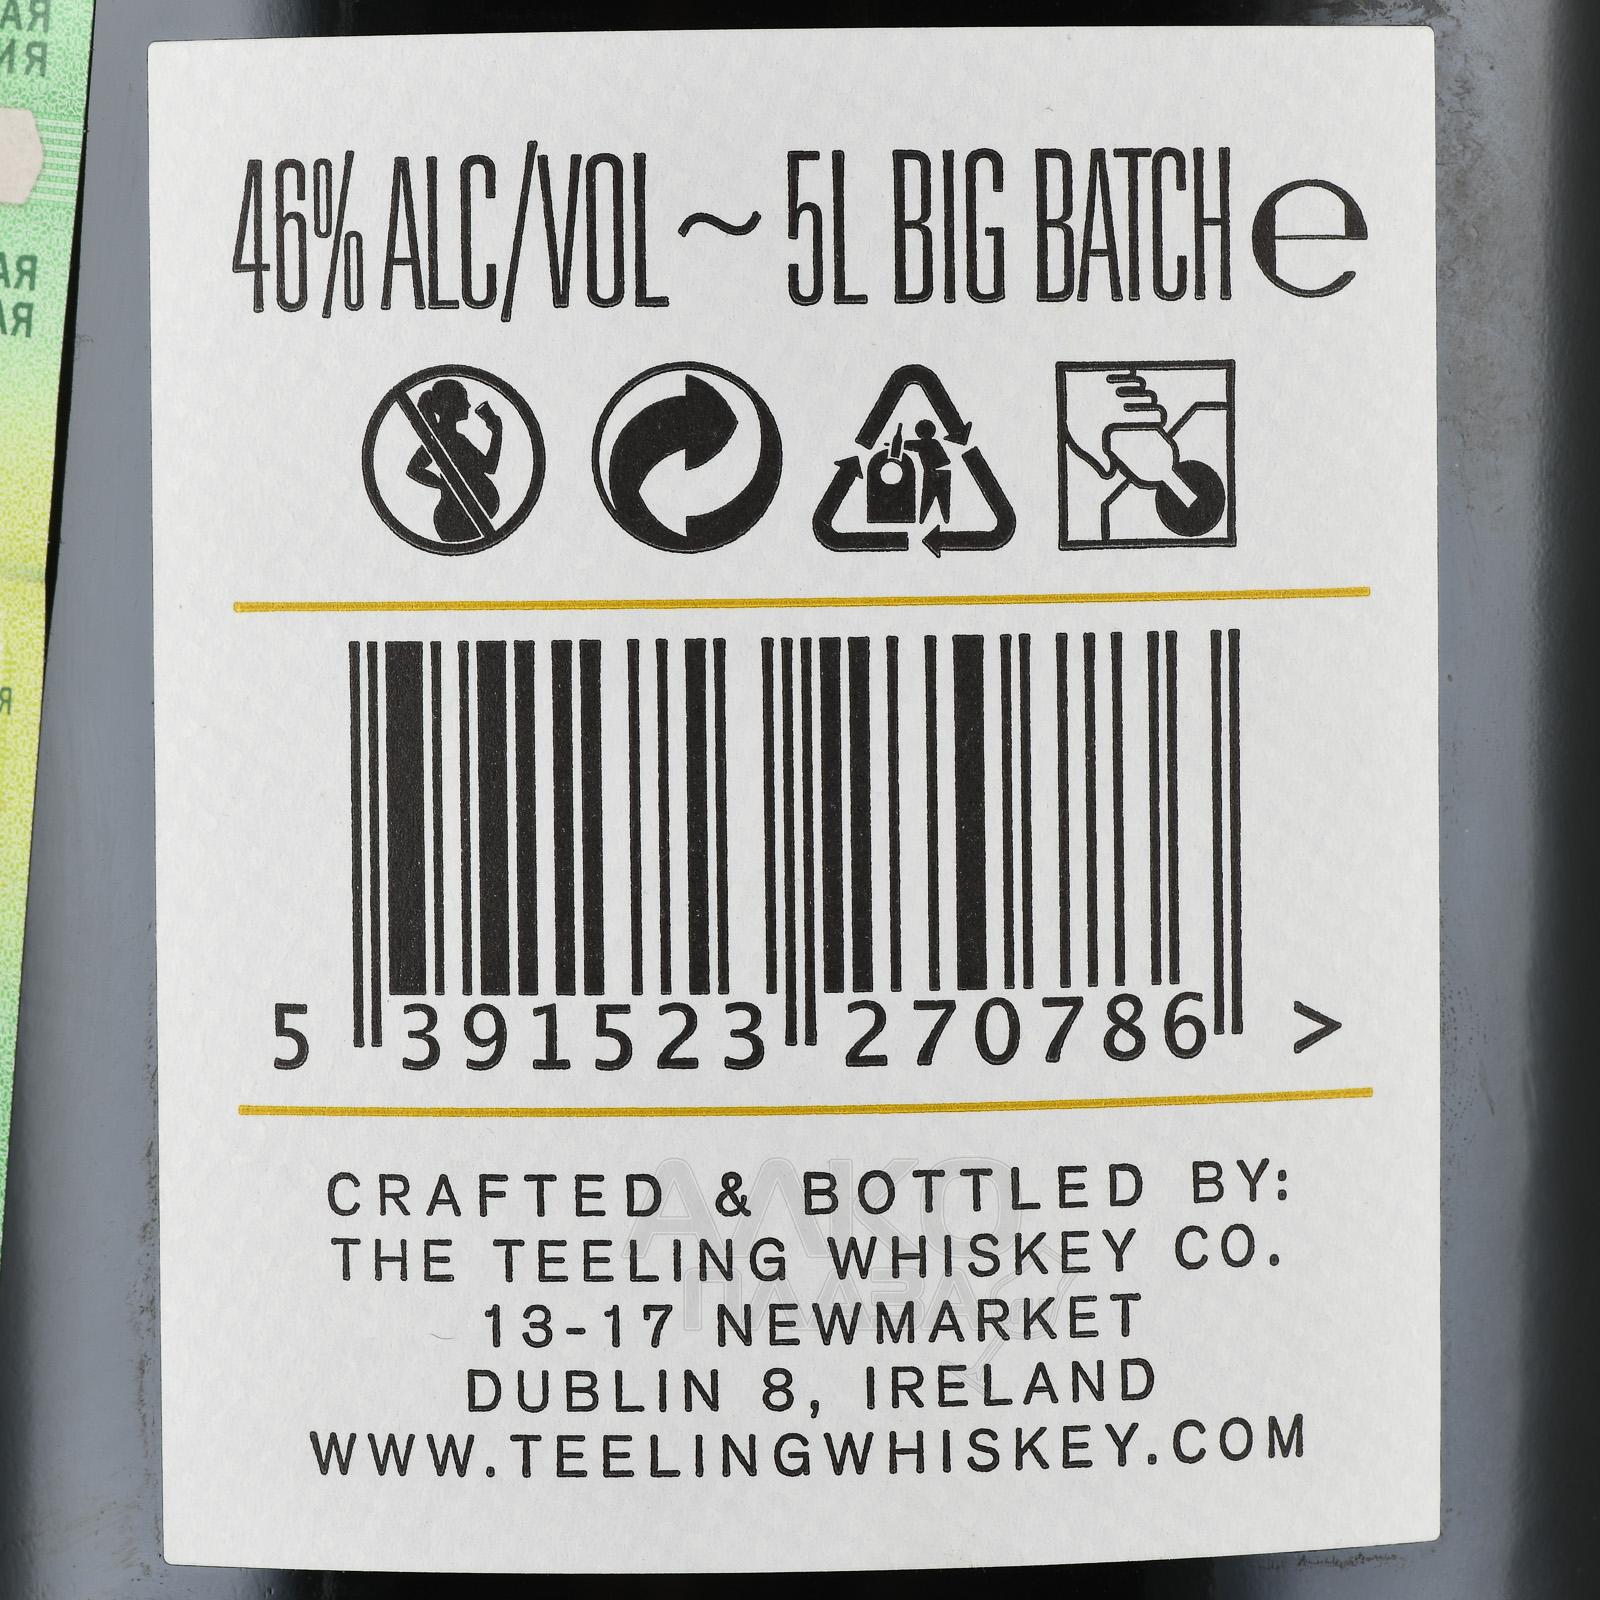 46% ALC/VOL ~ 5L BIG BATCH e
5 391523 270786 >
CRAFTED & BOTTLED BY:
THE TEELING WHISKEY CO.
13-17 NEWMARKET
DUBLIN 8, IRELAND
WWW.TEELINGWHISKEY.COM